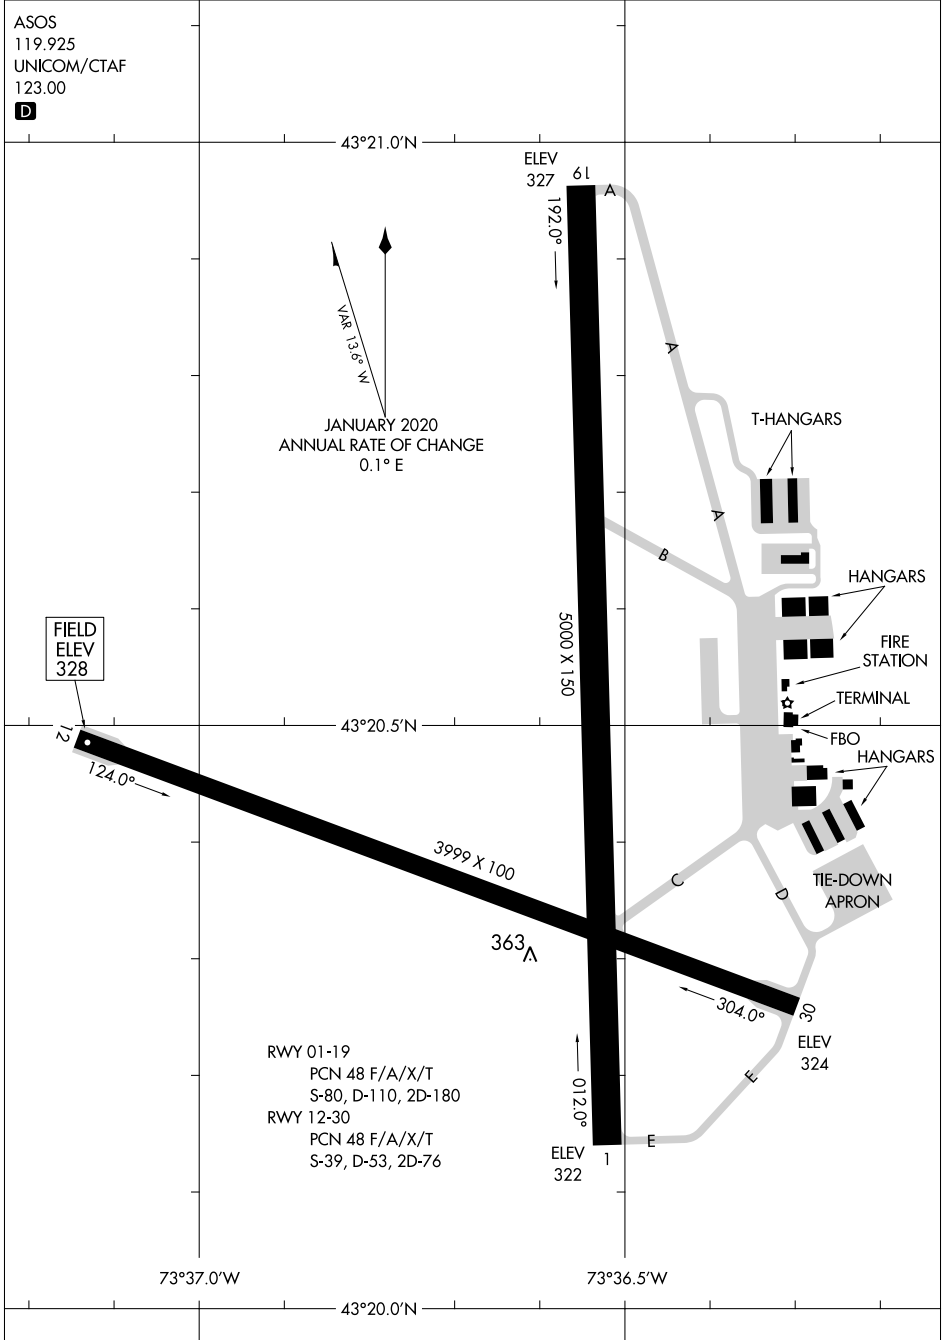 ASOS
119.925
UNICOM/CTAF
123.00
D
43°21.0'N
ELEV
327
19
A
192.0°
VAR 13.6° W
A
JANUARY 2020
ANNUAL RATE OF CHANGE
0.1° E
T-HANGARS
A
B
HANGARS
5000 X 150
FIELD
ELEV
328
FIRE
STATION
TERMINAL
43°20.5'N
12
FBO
HANGARS
124.0°
3999 X 100
C
D
TIE-DOWN
APRON
363
304.0°
30
ELEV
324
RWY 01-19
PCN 48 F/A/X/T
S-80, D-110, 2D-180
RWY 12-30
PCN 48 F/A/X/T
S-39, D-53, 2D-76
012.0°
E
E
ELEV
322
1
73°37.0'W
73°36.5'W
43°20.0'N